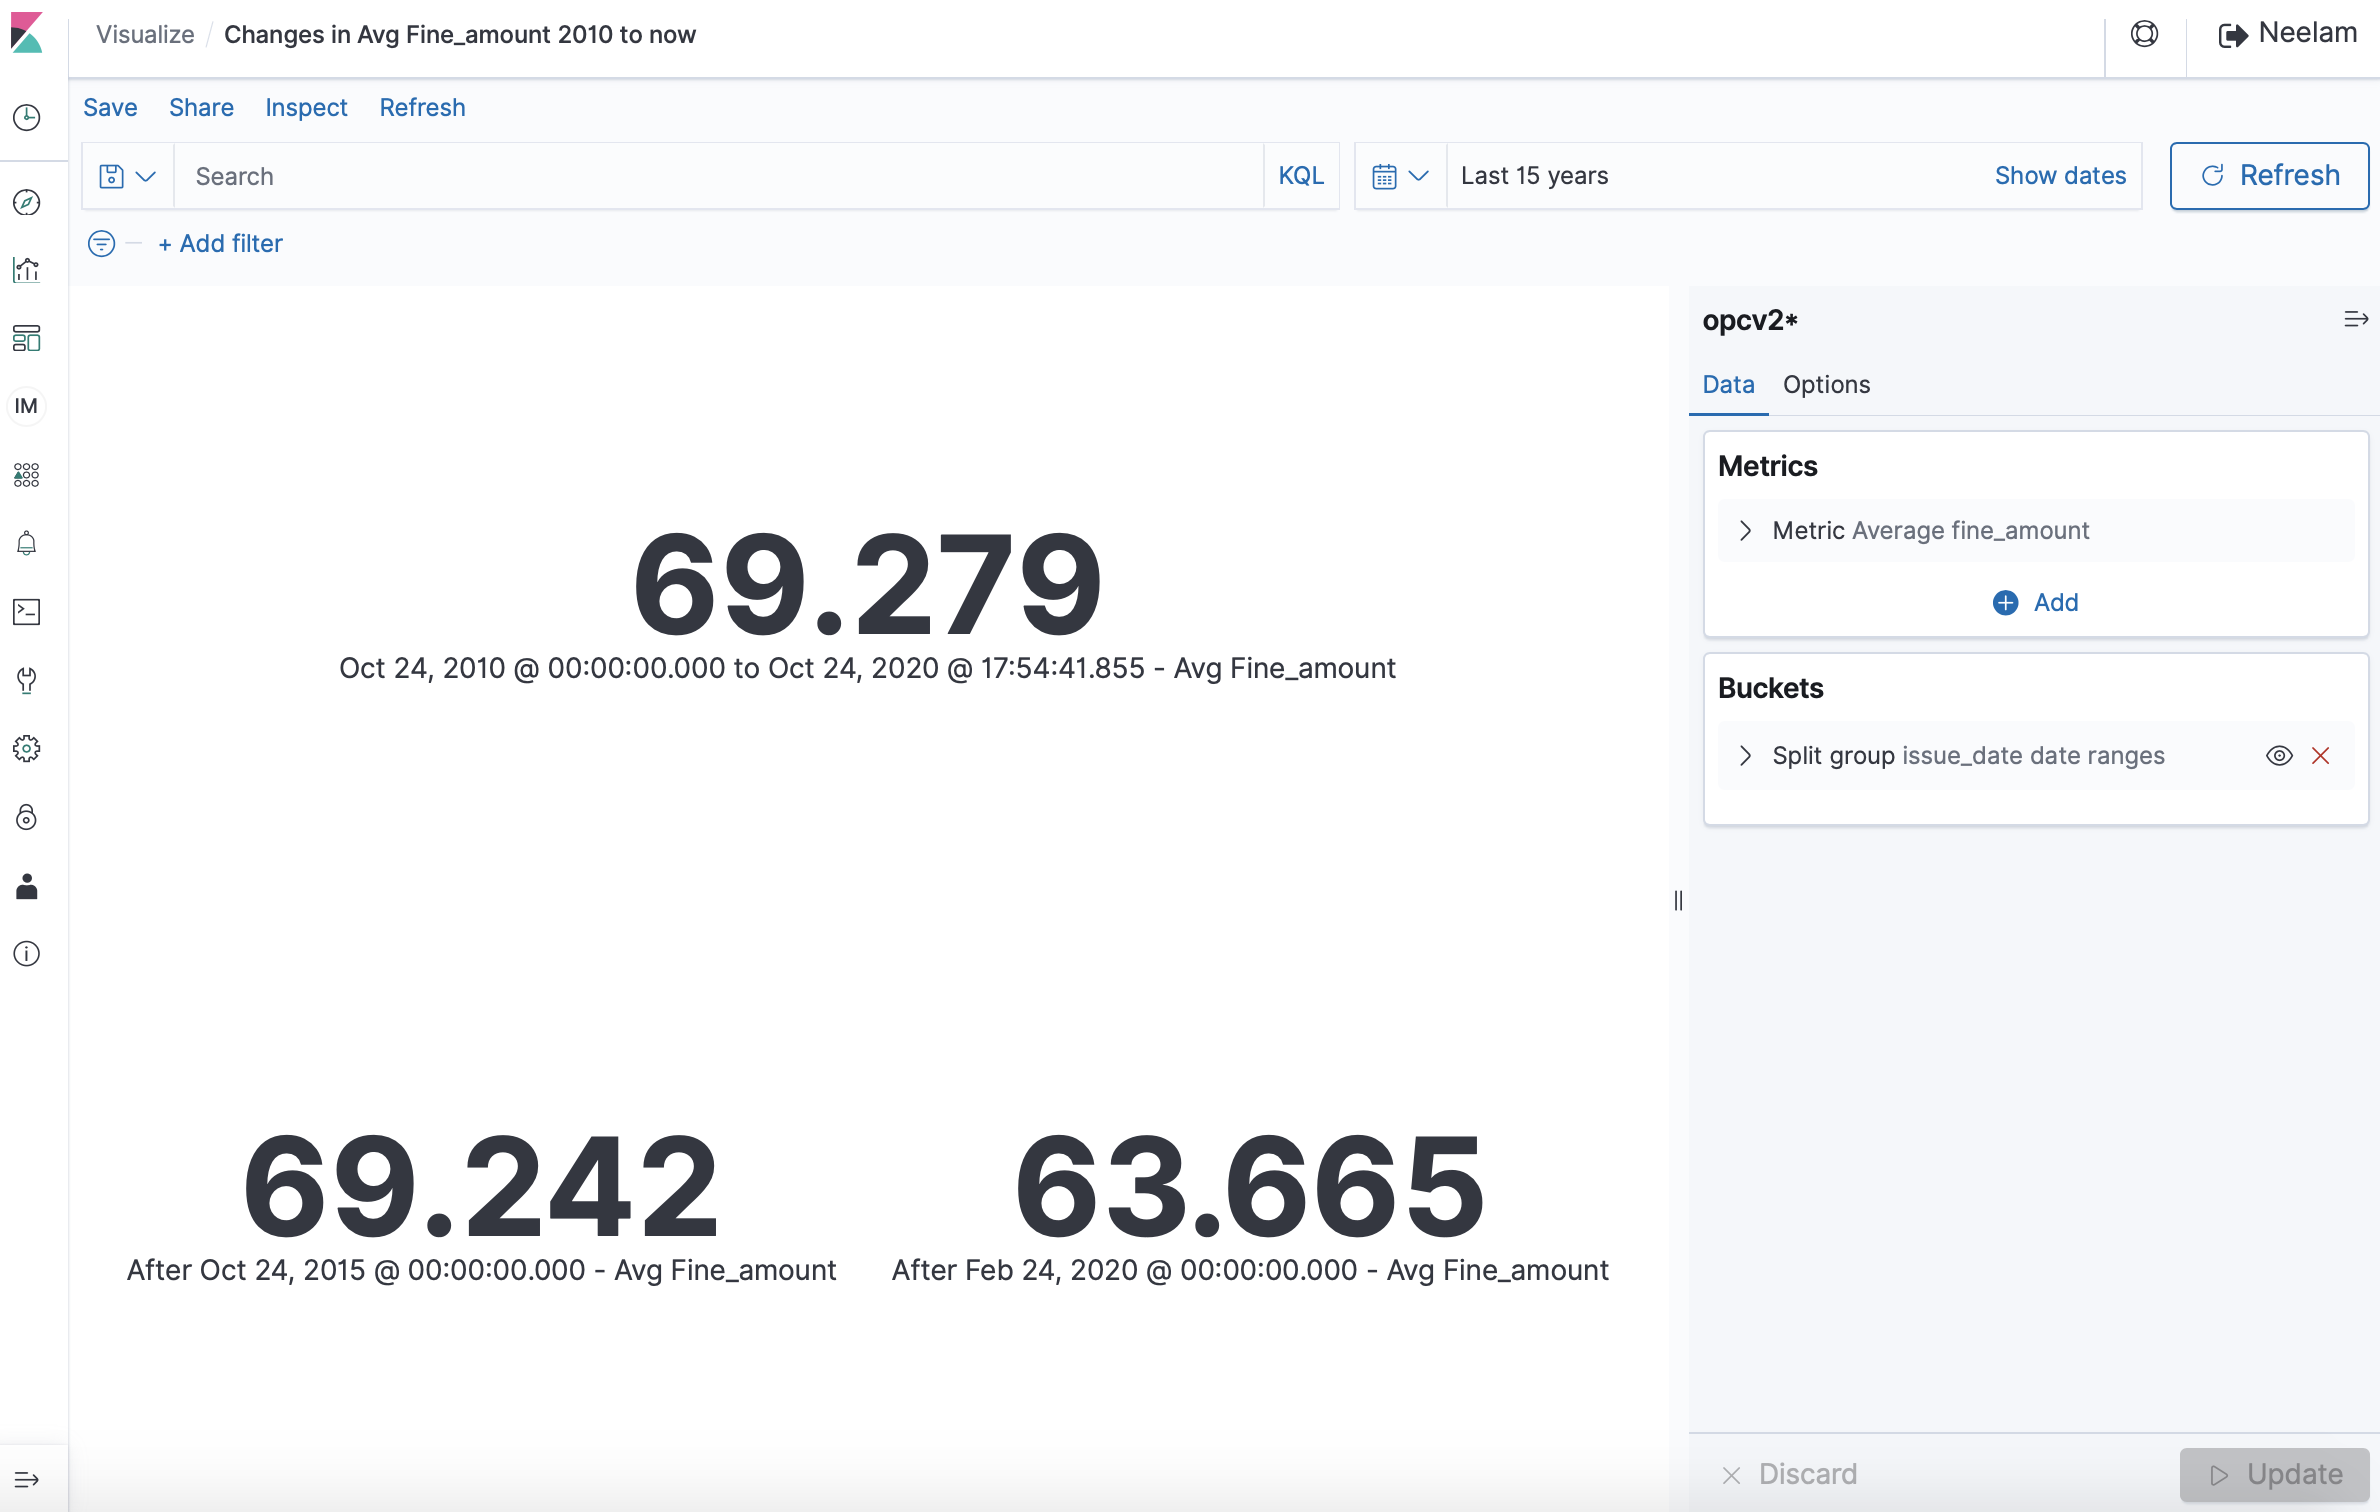 Visualize / Changes in Avg Fine_amount 2010 to now
Neelam
Save Share Inspect Refresh
Search KQL Last 15 years Show dates Refresh
+ Add filter
opcv2*
Data Options
IM
Metrics
Metric Average fine_amount
Add
Buckets
Split group issue_date date ranges
69.279
Oct 24, 2010 @ 00:00:00.000 to Oct 24, 2020 @ 17:54:41.855 - Avg Fine_amount
69.242
After Oct 24, 2015 @ 00:00:00.000 - Avg Fine_amount
63.665
After Feb 24, 2020 @ 00:00:00.000 - Avg Fine_amount
Discard Update